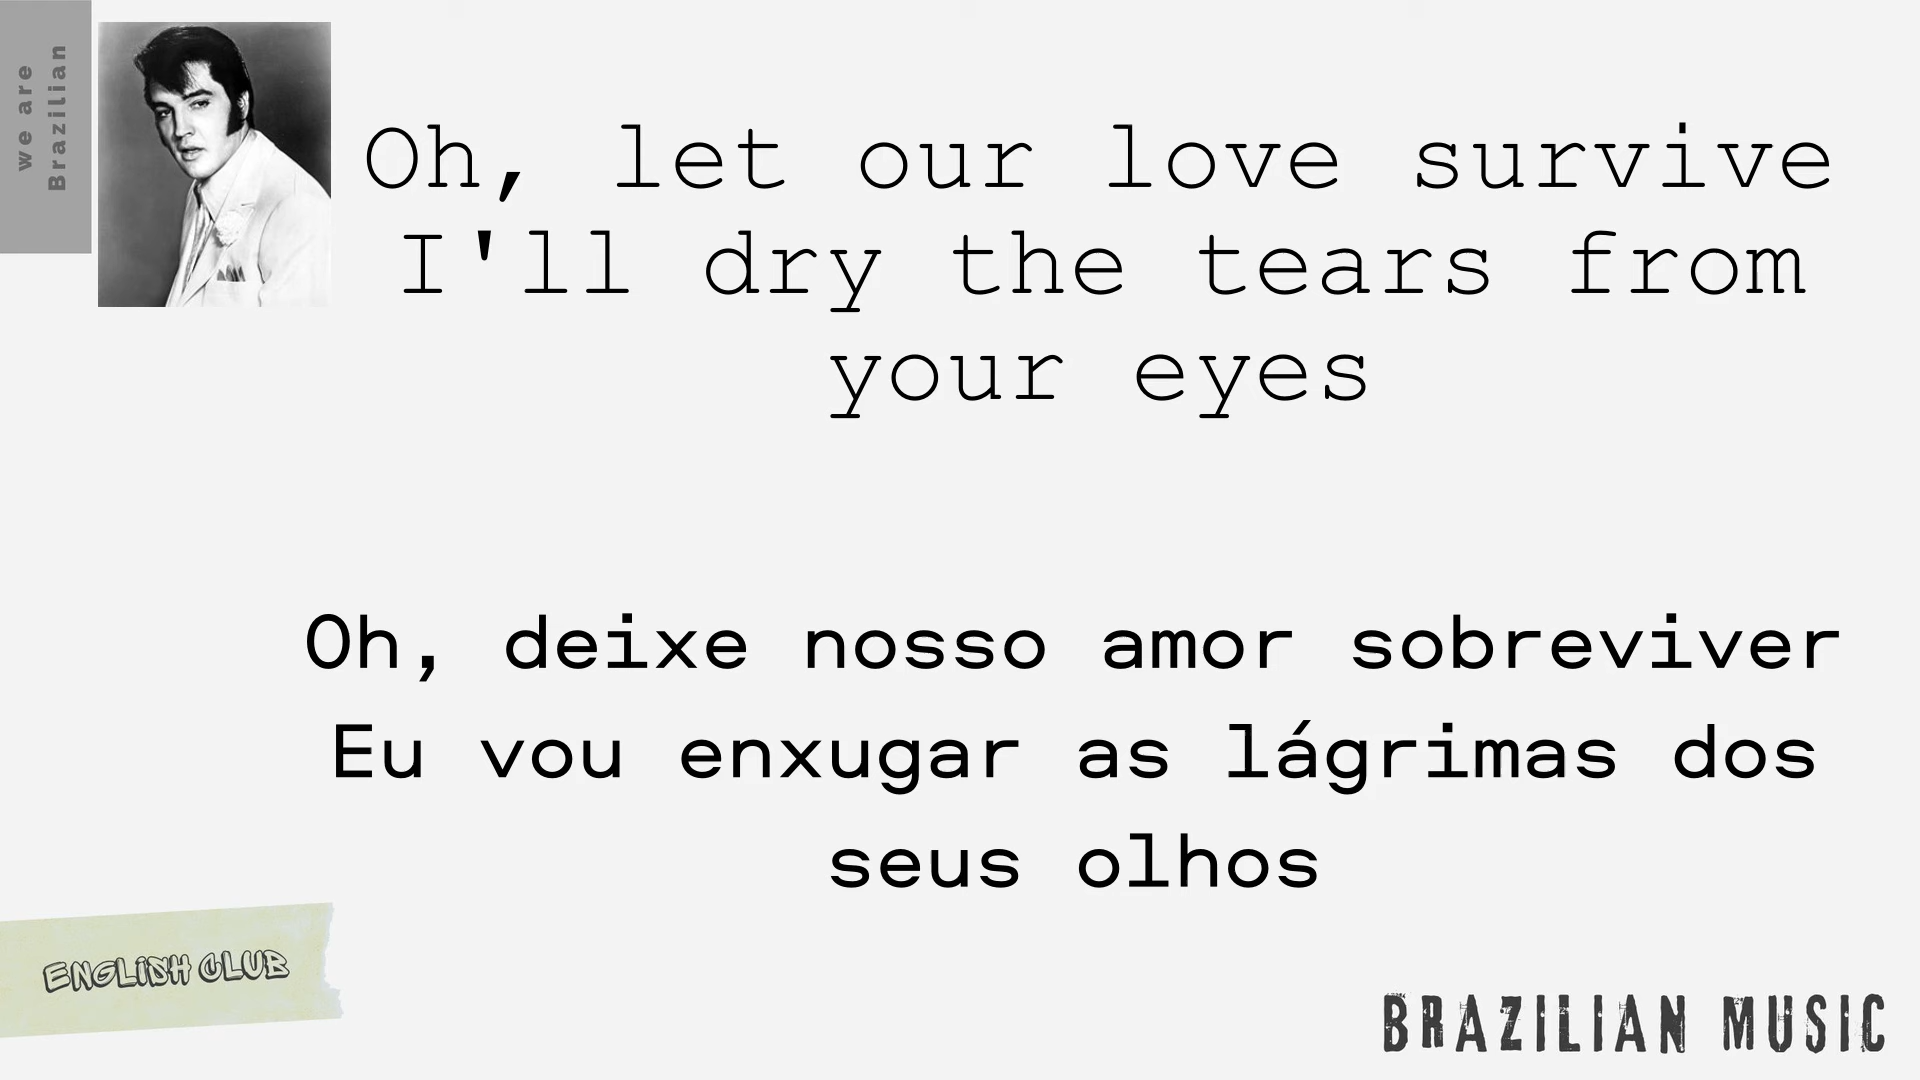 we are
Brazilian
Oh, let our love survive
I'll dry the tears from
your eyes
Oh, deixe nosso amor sobreviver
Eu vou enxugar as lágrimas dos
seus olhos
ENGLISH CLUB
BRAZILIAN MUSIC